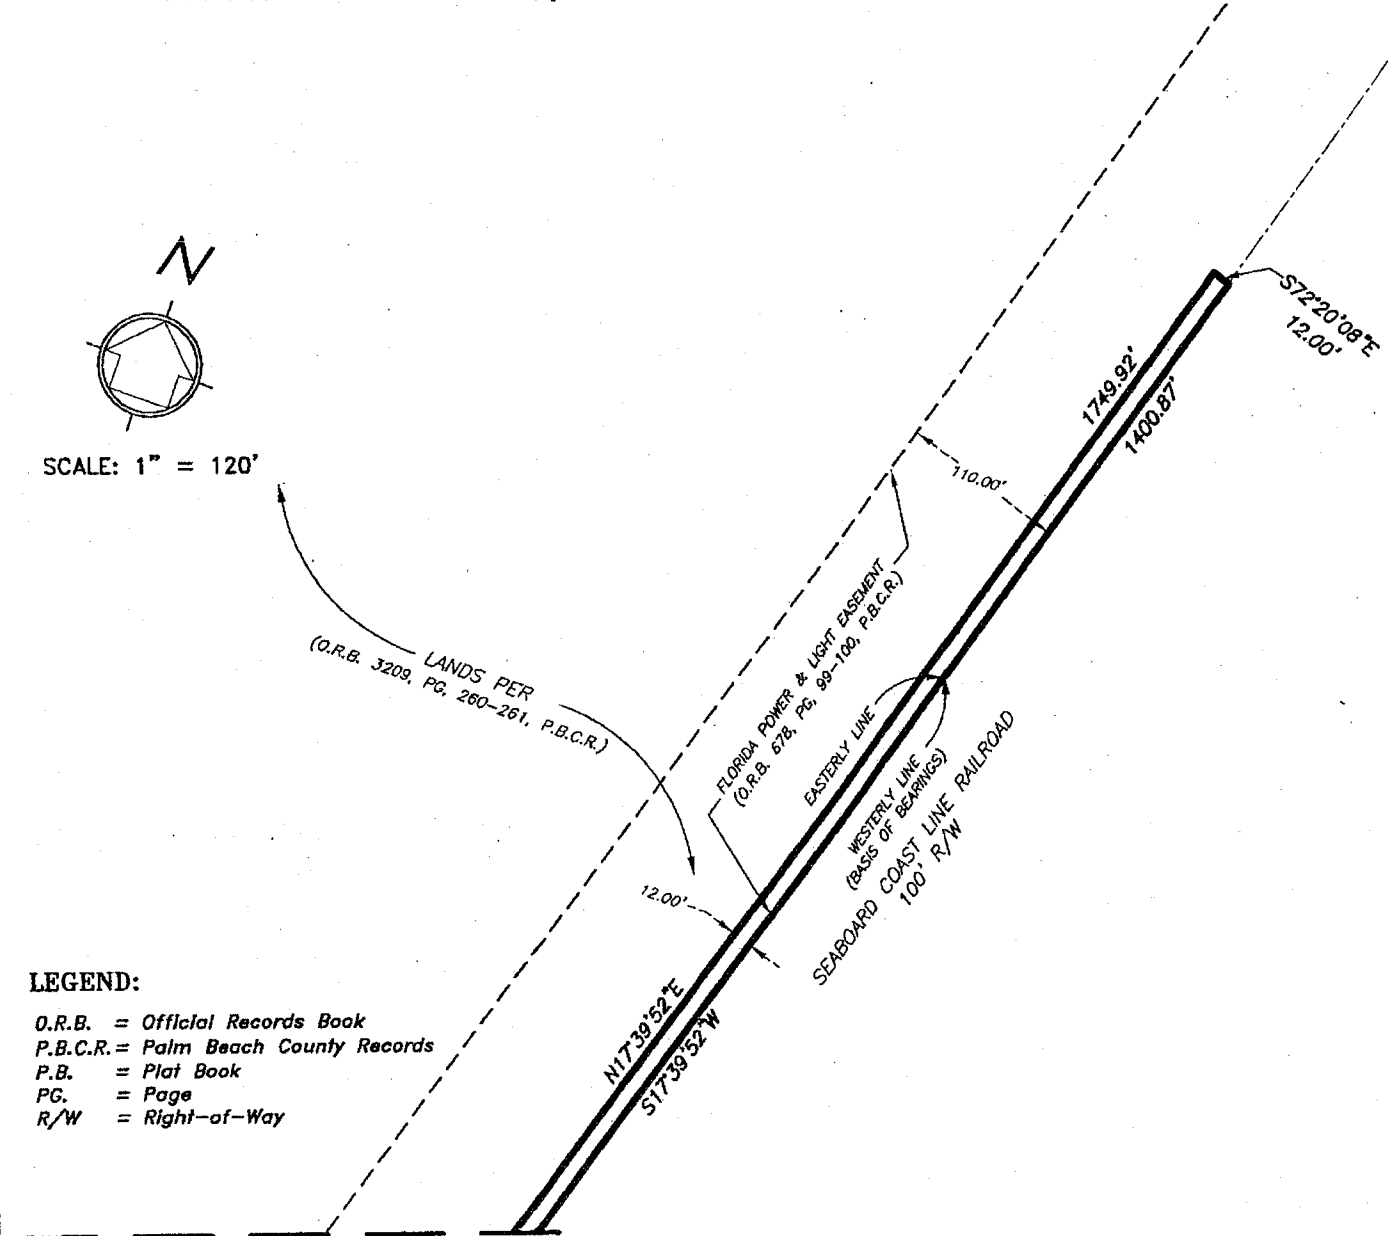 N
SCALE: 1" = 120'
S72°20'08"E
12.00'
1749.92'
1400.87'
110.00'
FLORIDA POWER & LIGHT EASEMENT
(O.R.B. 678, PG, 99-100, P.B.C.R.)
LANDS PER
(O.R.B. 3209, PG, 260-261, P.B.C.R.)
EASTERLY LINE
WESTERLY LINE
(BASIS OF BEARINGS)
SEABOARD COAST LINE RAILROAD
100' R/W
12.00'
N17°39'52"E
S17°39'52"W
LEGEND:
O.R.B. = Official Records Book
P.B.C.R. = Palm Beach County Records
P.B. = Plat Book
PG. = Page
R/W = Right-of-Way